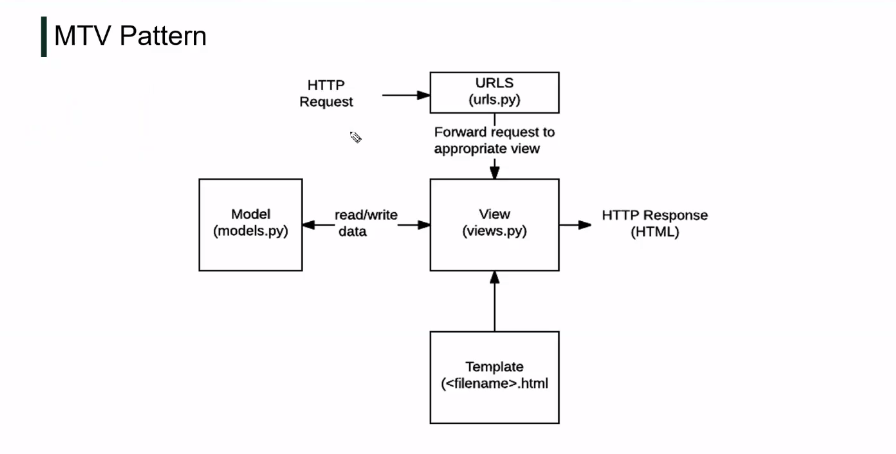 MTV Pattern
HTTP
Request
URLS
(urls.py)
Forward request to
appropriate view
Model
(models.py)
read/write
data
View
(views.py)
HTTP Response
(HTML)
Template
(<filename>.html